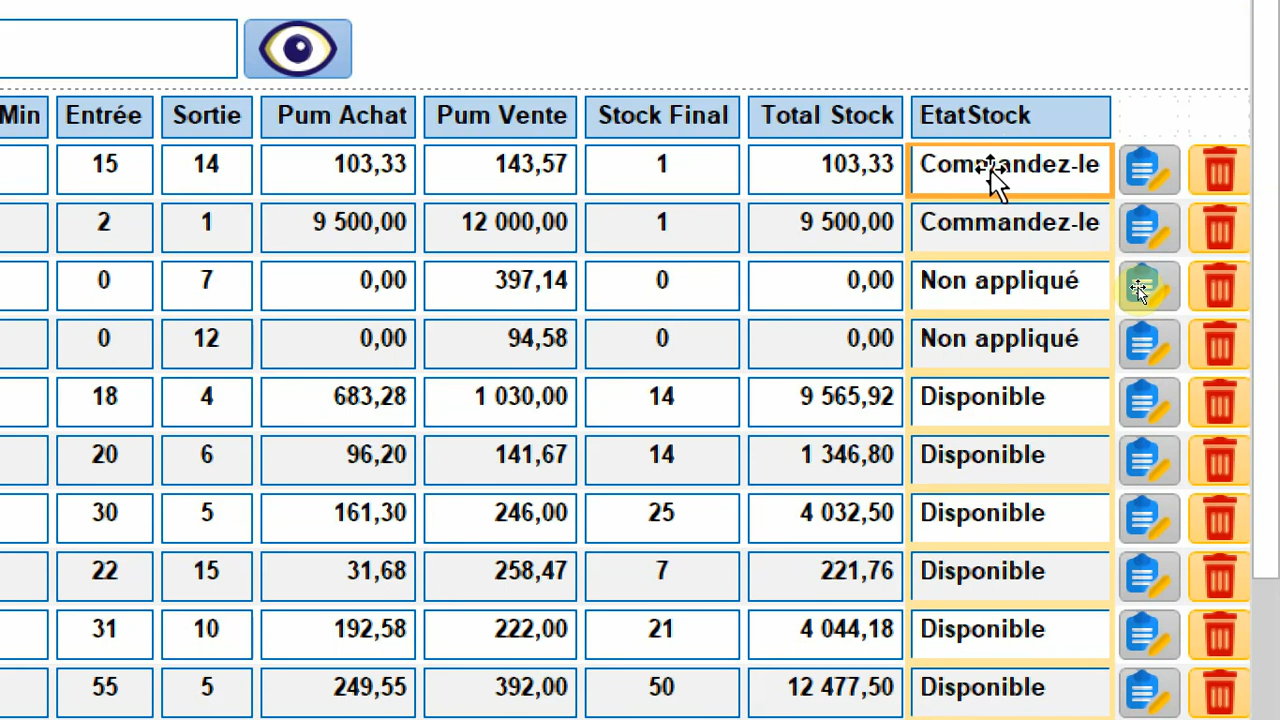 Min Entrée Sortie Pum Achat Pum Vente Stock Final Total Stock EtatStock
15 14 103,33 143,57 1 103,33 Commandez-le
2 1 9 500,00 12 000,00 1 9 500,00 Commandez-le
0 7 0,00 397,14 0 0,00 Non appliqué
0 12 0,00 94,58 0 0,00 Non appliqué
18 4 683,28 1 030,00 14 9 565,92 Disponible
20 6 96,20 141,67 14 1 346,80 Disponible
30 5 161,30 246,00 25 4 032,50 Disponible
22 15 31,68 258,47 7 221,76 Disponible
31 10 192,58 222,00 21 4 044,18 Disponible
55 5 249,55 392,00 50 12 477,50 Disponible